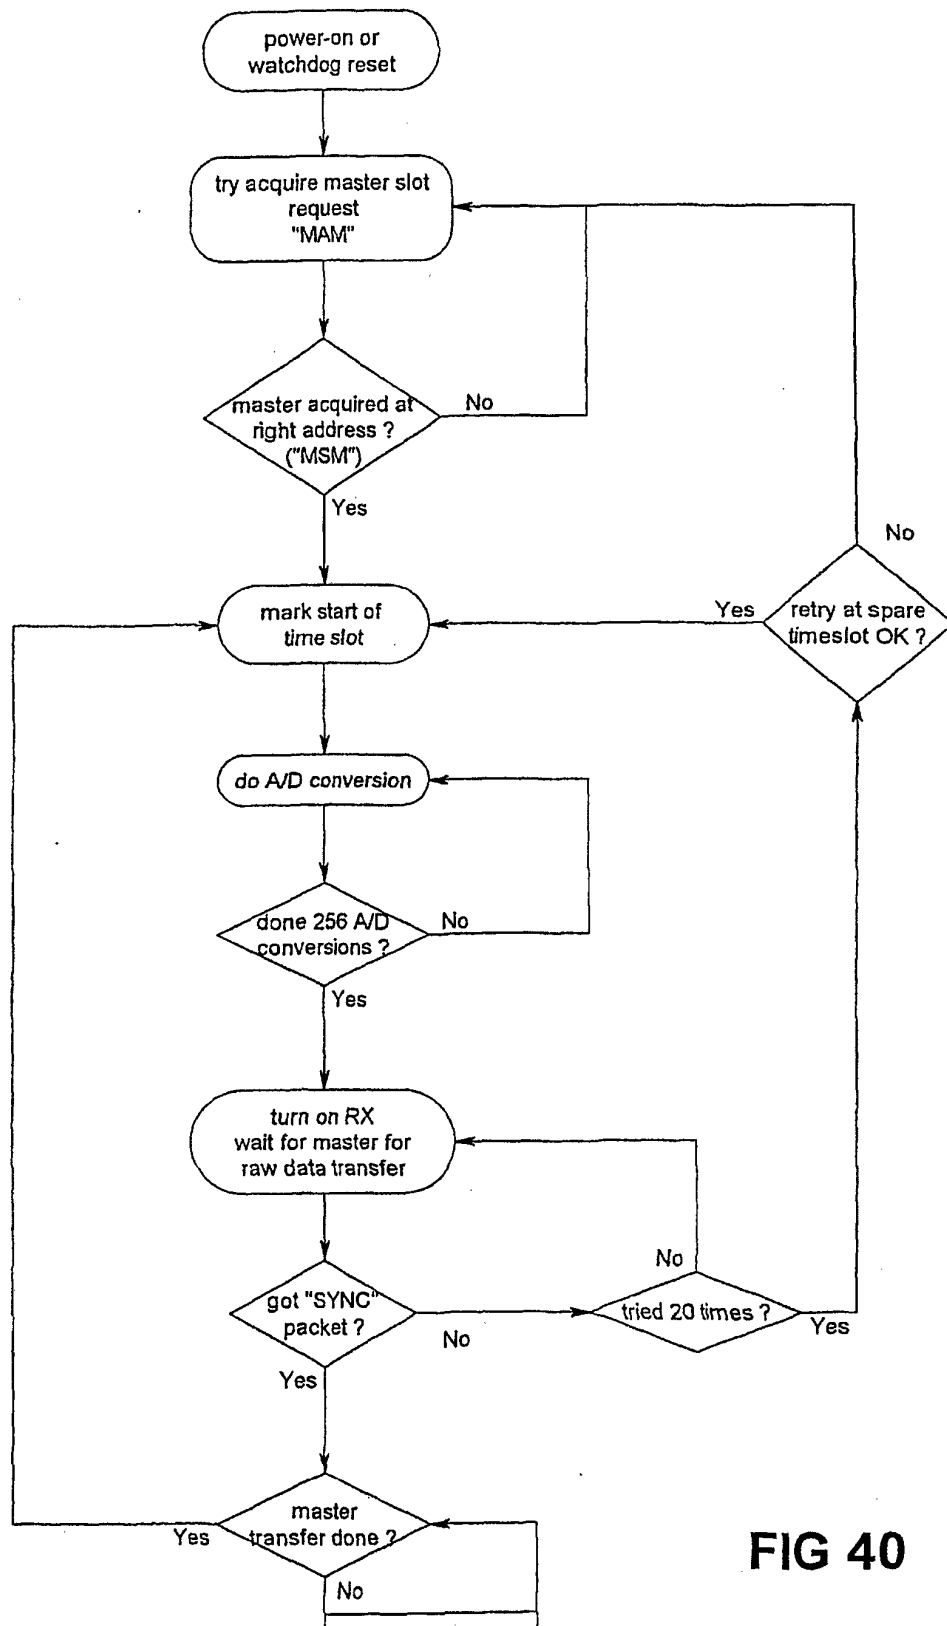 power-on or
watchdog reset
try acquire master slot
request
"MAM"
master acquired at
right address ?
("MSM")
No
Yes
mark start of
time slot
Yes
retry at spare
timeslot OK ?
No
do A/D conversion
done 256 A/D
conversions ?
No
Yes
turn on RX
wait for master for
raw data transfer
got "SYNC"
packet ?
No
Yes
tried 20 times ?
No
Yes
master
transfer done ?
Yes
No
FIG 40